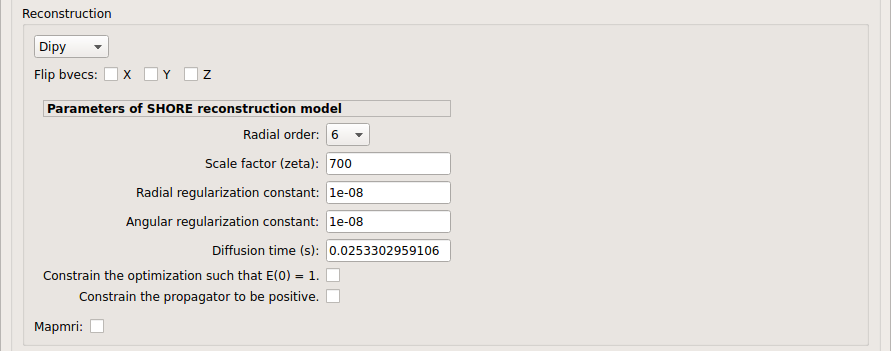 Reconstruction
Dipy
Flip bvecs: X Y Z
Parameters of SHORE reconstruction model
Radial order: 6
Scale factor (zeta): 700
Radial regularization constant: 1e-08
Angular regularization constant: 1e-08
Diffusion time (s): 0.0253302959106
Constrain the optimization such that E(0) = 1.
Constrain the propagator to be positive.
Mapmri: